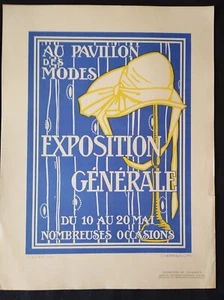 AU PAVILLON
DES
MODES
EXPOSITION
GÉNÉRALE
DU 10 AU 20 MAI
NOMBREUSES OCCASIONS